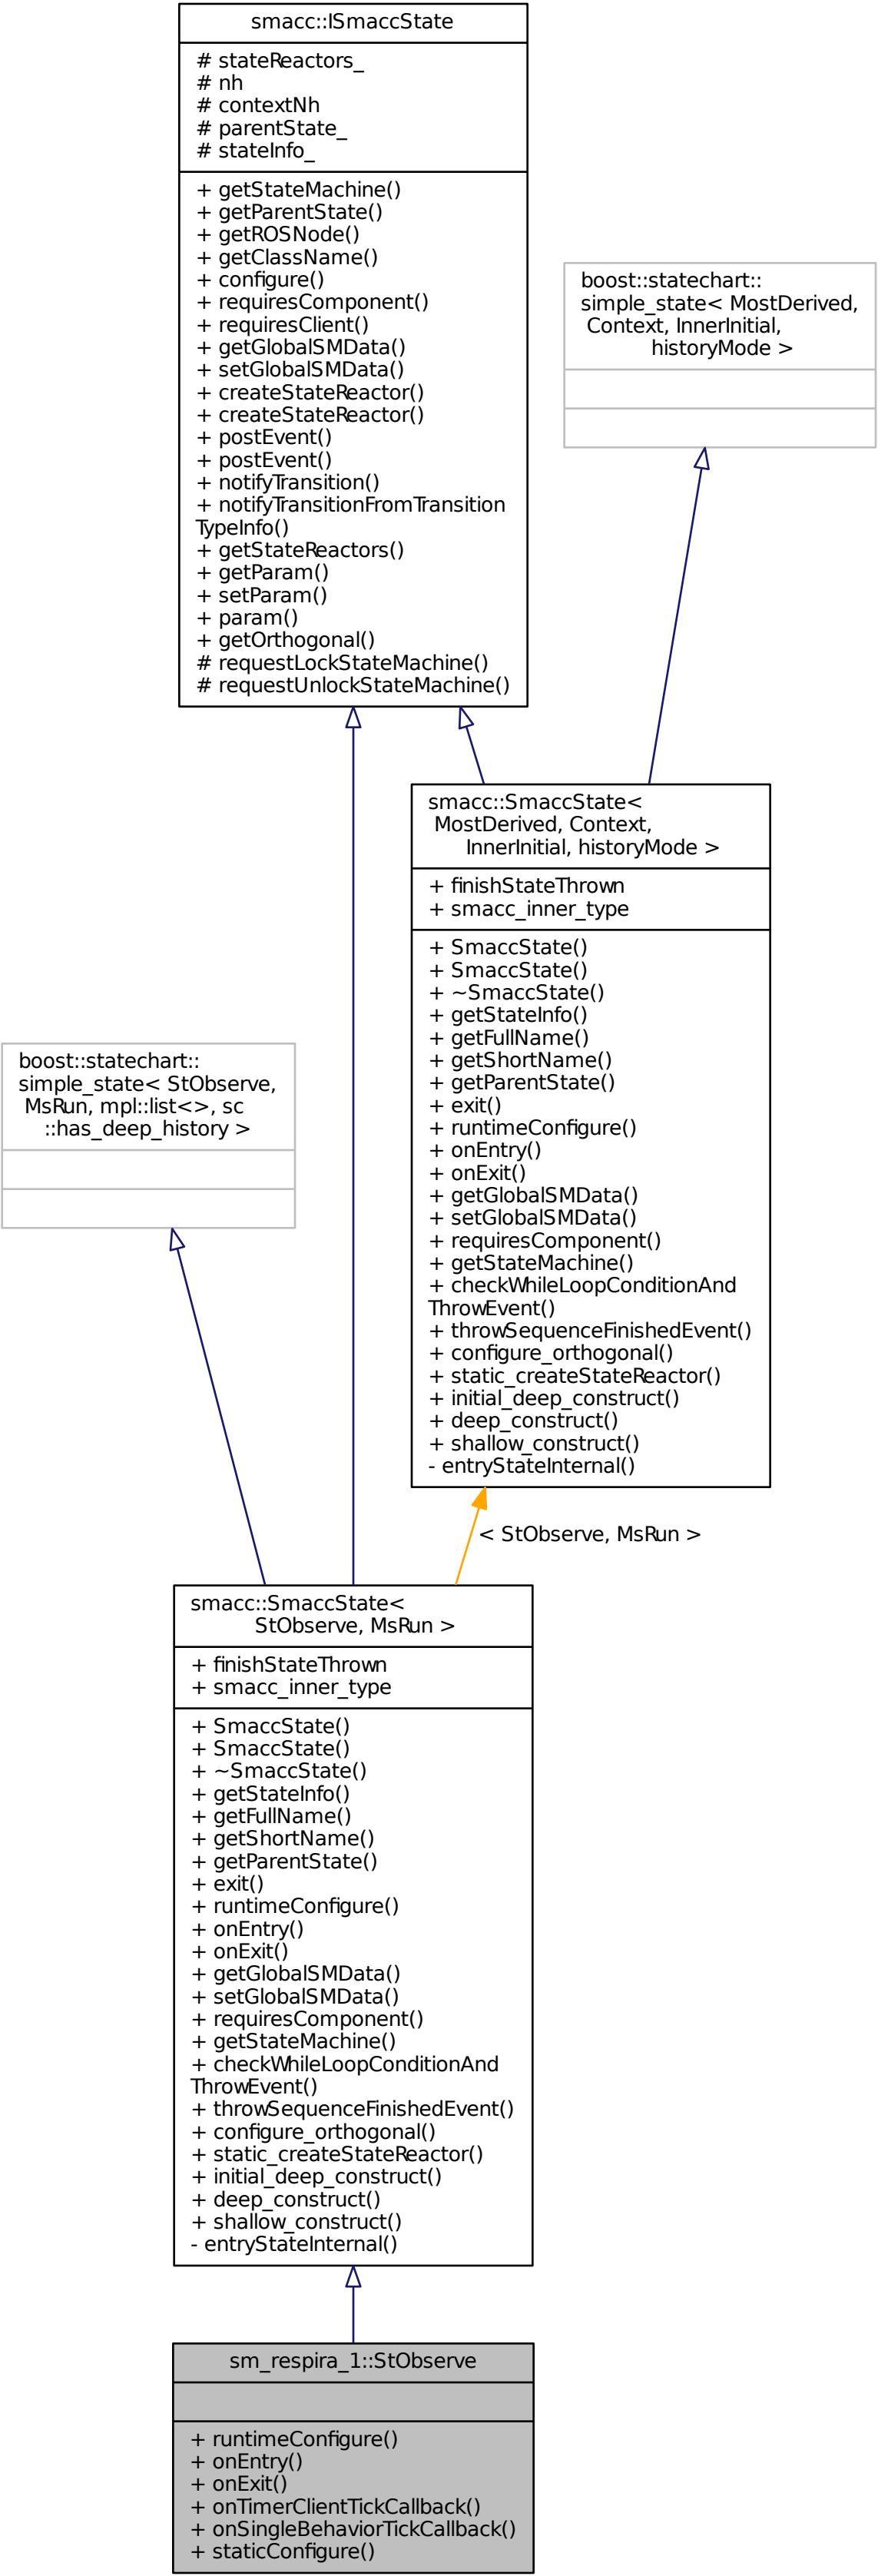 smacc::ISmaccState
# stateReactors_
# nh
# contextNh
# parentState_
# stateInfo_
+ getStateMachine()
+ getParentState()
+ getROSNode()
+ getClassName()
+ configure()
+ requiresComponent()
+ requiresClient()
+ getGlobalSMData()
+ setGlobalSMData()
+ createStateReactor()
+ createStateReactor()
+ postEvent()
+ postEvent()
+ notifyTransition()
+ notifyTransitionFromTransition
TypeInfo()
+ getStateReactors()
+ getParam()
+ setParam()
+ param()
+ getOrthogonal()
# requestLockStateMachine()
# requestUnlockStateMachine()
boost::statechart::
simple_state< MostDerived,
Context, InnerInitial,
historyMode >
smacc::SmaccState<
MostDerived, Context,
InnerInitial, historyMode >
+ finishStateThrown
+ smacc_inner_type
+ SmaccState()
+ SmaccState()
+ ~SmaccState()
+ getStateInfo()
+ getFullName()
+ getShortName()
+ getParentState()
+ exit()
+ runtimeConfigure()
+ onEntry()
+ onExit()
+ getGlobalSMData()
+ setGlobalSMData()
+ requiresComponent()
+ getStateMachine()
+ checkWhileLoopConditionAnd
ThrowEvent()
+ throwSequenceFinishedEvent()
+ configure_orthogonal()
+ static_createStateReactor()
+ initial_deep_construct()
+ deep_construct()
+ shallow_construct()
- entryStateInternal()
boost::statechart::
simple_state< StObserve,
MsRun, mpl::list<>, sc
::has_deep_history >
< StObserve, MsRun >
smacc::SmaccState<
StObserve, MsRun >
+ finishStateThrown
+ smacc_inner_type
+ SmaccState()
+ SmaccState()
+ ~SmaccState()
+ getStateInfo()
+ getFullName()
+ getShortName()
+ getParentState()
+ exit()
+ runtimeConfigure()
+ onEntry()
+ onExit()
+ getGlobalSMData()
+ setGlobalSMData()
+ requiresComponent()
+ getStateMachine()
+ checkWhileLoopConditionAnd
ThrowEvent()
+ throwSequenceFinishedEvent()
+ configure_orthogonal()
+ static_createStateReactor()
+ initial_deep_construct()
+ deep_construct()
+ shallow_construct()
- entryStateInternal()
sm_respira_1::StObserve
+ runtimeConfigure()
+ onEntry()
+ onExit()
+ onTimerClientTickCallback()
+ onSingleBehaviorTickCallback()
+ staticConfigure()